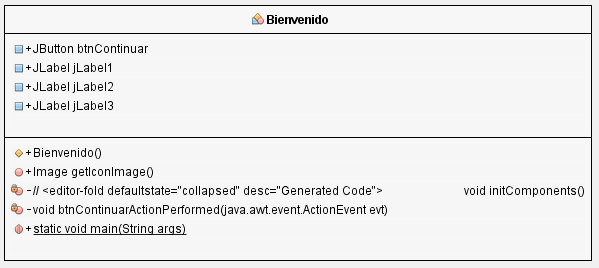 Bienvenido
+JButton btnContinuar
+JLabel jLabel1
+JLabel jLabel2
+JLabel jLabel3
+Bienvenido()
+Image getIconImage()
-// <editor-fold defaultstate="collapsed" desc="Generated Code"> void initComponents()
-void btnContinuarActionPerformed(java.awt.event.ActionEvent evt)
+static void main(String args)